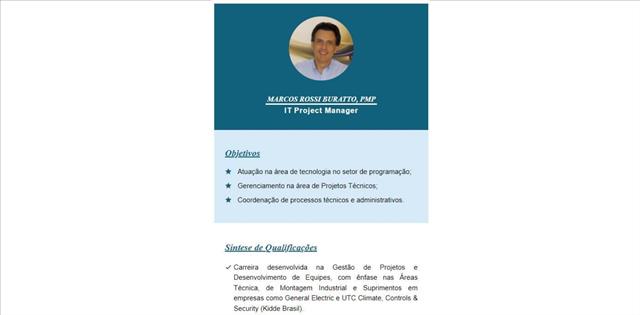 MARCOS ROSSI BURATTO, PMP
IT Project Manager
Objetivos
Atuação na área de tecnologia no setor de programação;
Gerenciamento na área de Projetos Técnicos;
Coordenação de processos técnicos e administrativos.
Síntese de Qualificações
Carreira desenvolvida na Gestão de Projetos e
Desenvolvimento de Equipes, com ênfase nas Áreas
Técnica, de Montagem Industrial e Suprimentos em
empresas como General Electric e UTC Climate, Controls &
Security (Kidde Brasil).